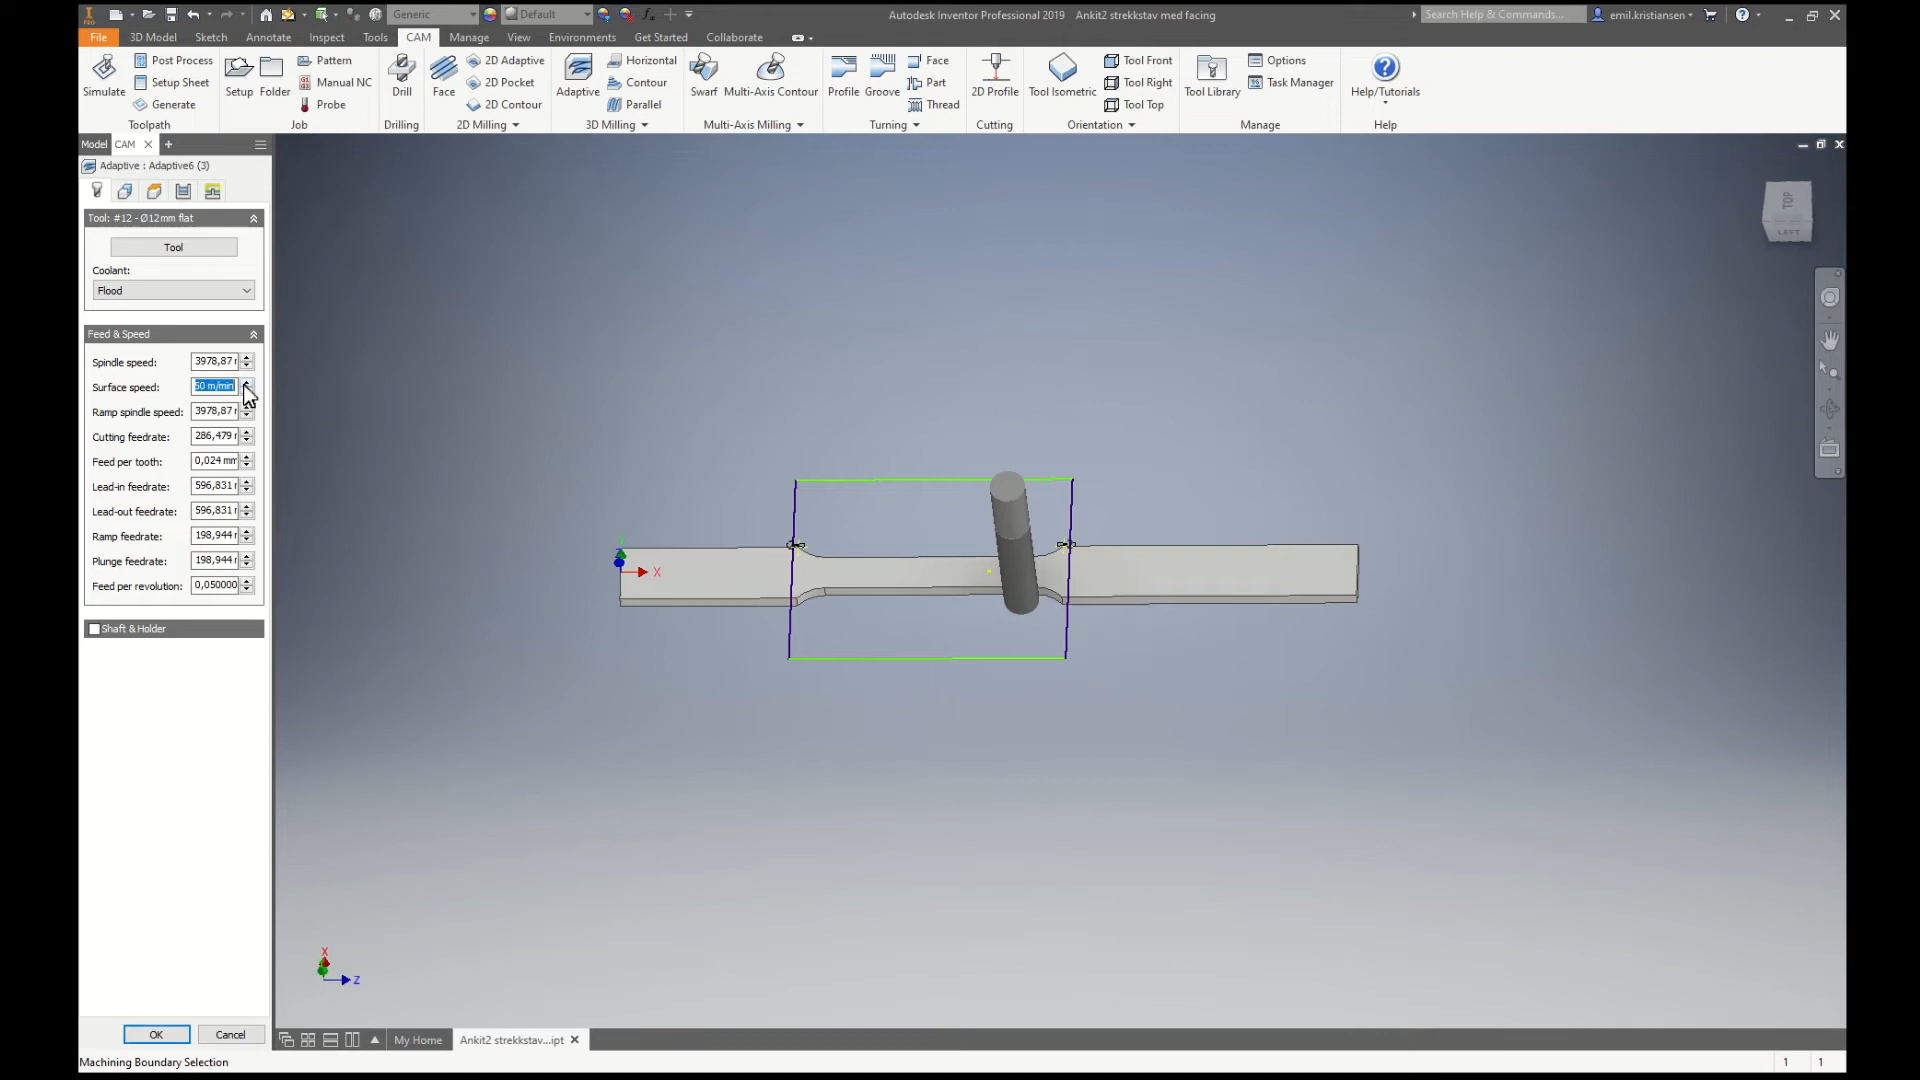 Generic
Default
Autodesk Inventor Professional 2019 Ankit2 strekkstav med facing
Search Help & Commands...
emil.kristiansen
File 3D Model Sketch Annotate Inspect Tools CAM Manage View Environments Get Started Collaborate
Simulate
Post Process
Setup Sheet
Generate
Toolpath
Setup
Folder
Pattern
Manual NC
Probe
Job
Drill
Drilling
Face
2D Adaptive
2D Pocket
2D Contour
2D Milling
Adaptive
Horizontal
Contour
Parallel
3D Milling
Swarf
Multi-Axis Contour
Multi-Axis Milling
Profile
Groove
Face
Part
Thread
Turning
2D Profile
Cutting
Tool Isometric
Tool Front
Tool Right
Tool Top
Orientation
Tool Library
Options
Task Manager
Manage
Help/Tutorials
Help
Model CAM
Adaptive : Adaptive6 (3)
Tool: #12 - Ø12mm flat
Tool
Coolant:
Flood
Feed & Speed
Spindle speed: 3978,87 r
Surface speed: 50 m/min
Ramp spindle speed: 3978,87 r
Cutting feedrate: 286,479 r
Feed per tooth: 0,024 mm
Lead-in feedrate: 596,831 r
Lead-out feedrate: 596,831 r
Ramp feedrate: 198,944 r
Plunge feedrate: 198,944 r
Feed per revolution: 0,050000
Shaft & Holder
OK Cancel
TOP
LEFT
X
X
Z
My Home
Ankit2 strekkstav...ipt
Machining Boundary Selection
1 1